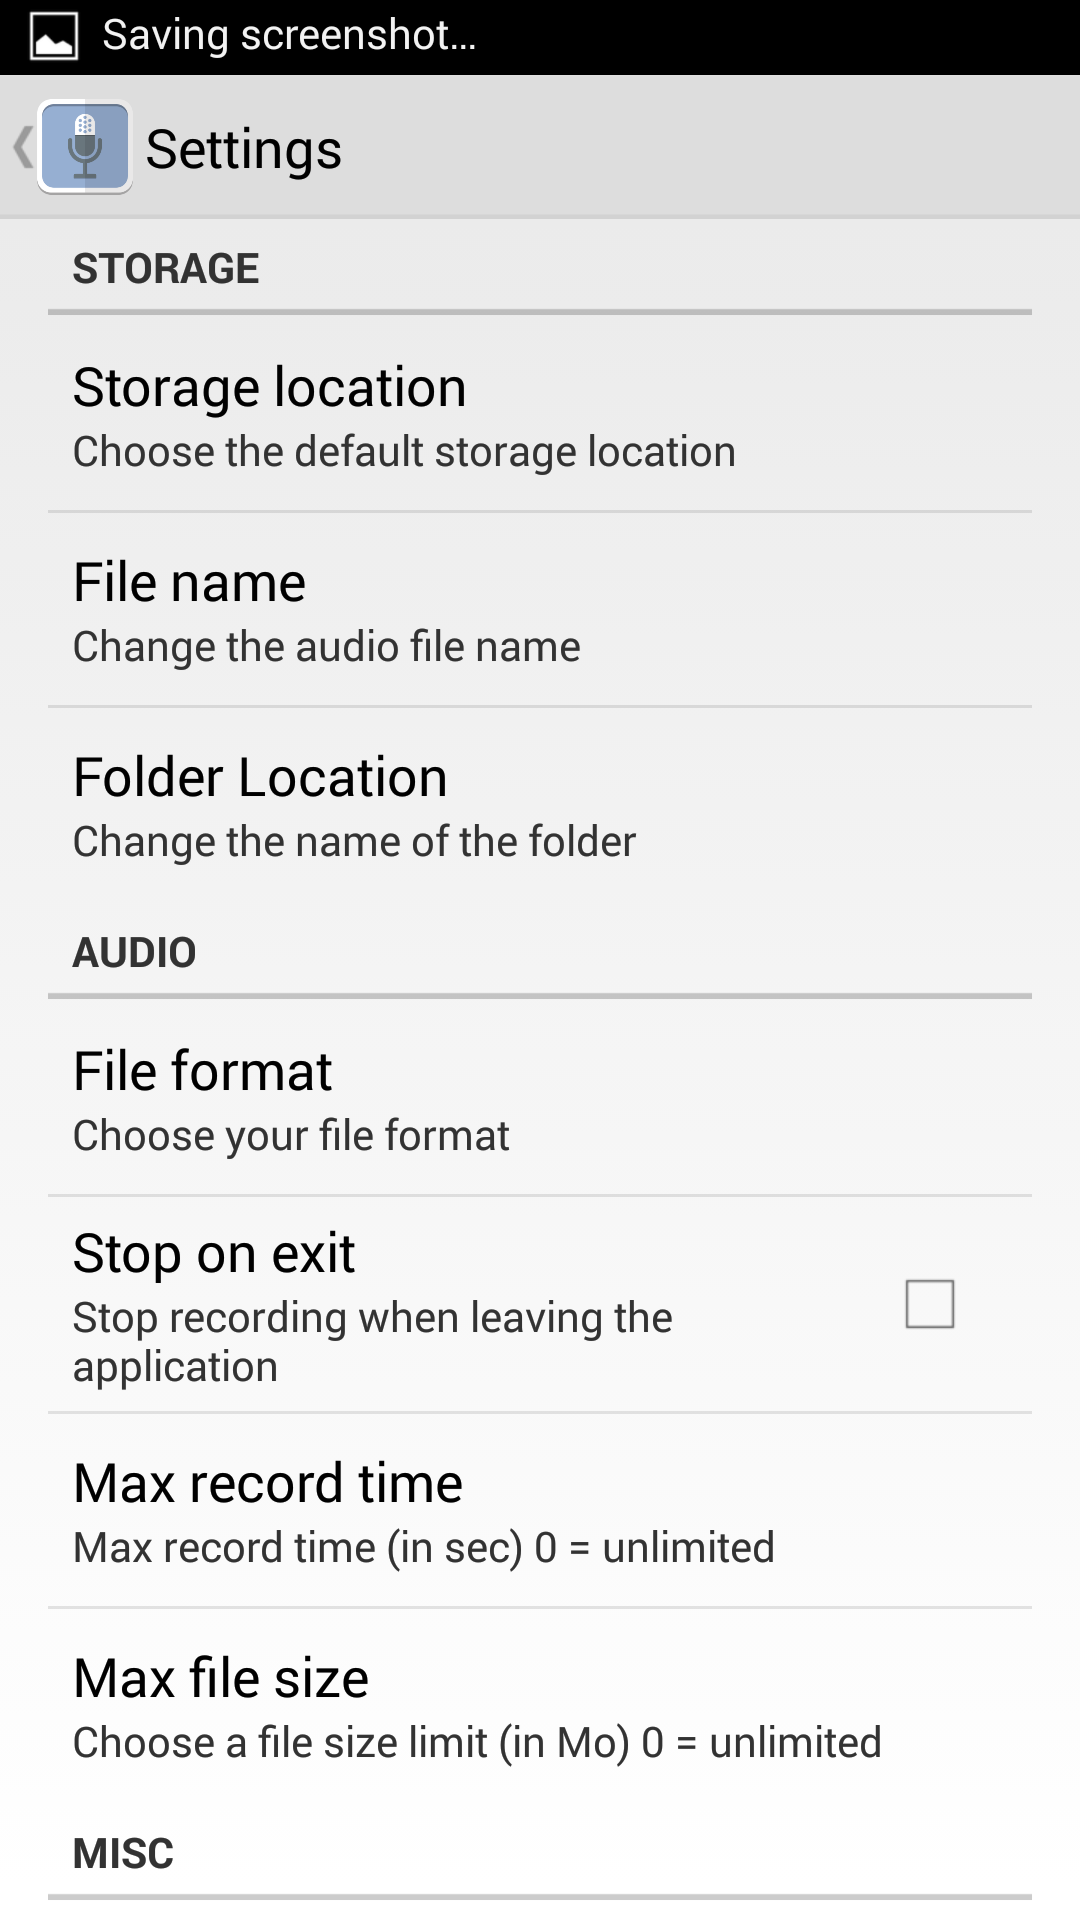 Saving screenshot...
Settings
STORAGE
Storage location
Choose the default storage location
File name
Change the audio file name
Folder Location
Change the name of the folder
AUDIO
File format
Choose your file format
Stop on exit
Stop recording when leaving the
application
Max record time
Max record time (in sec) 0 = unlimited
Max file size
Choose a file size limit (in Mo) 0 = unlimited
MISC